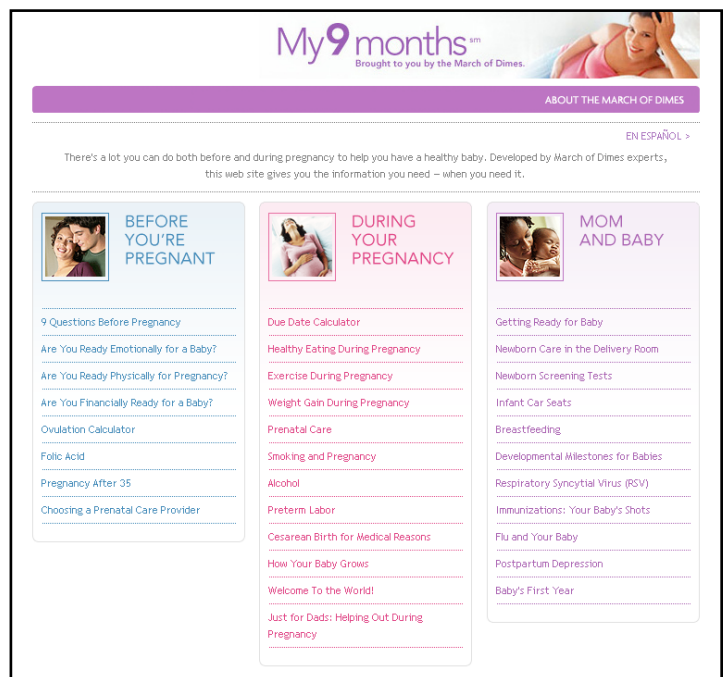 My9months sm
Brought to you by the March of Dimes.
ABOUT THE MARCH OF DIMES
EN ESPAÑOL >
There's a lot you can do both before and during pregnancy to help you have a healthy baby. Developed by March of Dimes experts,
this web site gives you the information you need – when you need it.
BEFORE
YOU'RE
PREGNANT
9 Questions Before Pregnancy
Are You Ready Emotionally for a Baby?
Are You Ready Physically for Pregnancy?
Are You Financially Ready for a Baby?
Ovulation Calculator
Folic Acid
Pregnancy After 35
Choosing a Prenatal Care Provider
DURING
YOUR
PREGNANCY
Due Date Calculator
Healthy Eating During Pregnancy
Exercise During Pregnancy
Weight Gain During Pregnancy
Prenatal Care
Smoking and Pregnancy
Alcohol
Preterm Labor
Cesarean Birth for Medical Reasons
How Your Baby Grows
Welcome To the World!
Just for Dads: Helping Out During
Pregnancy
MOM
AND BABY
Getting Ready for Baby
Newborn Care in the Delivery Room
Newborn Screening Tests
Infant Car Seats
Breastfeeding
Developmental Milestones for Babies
Respiratory Syncytial Virus (RSV)
Immunizations: Your Baby's Shots
Flu and Your Baby
Postpartum Depression
Baby's First Year